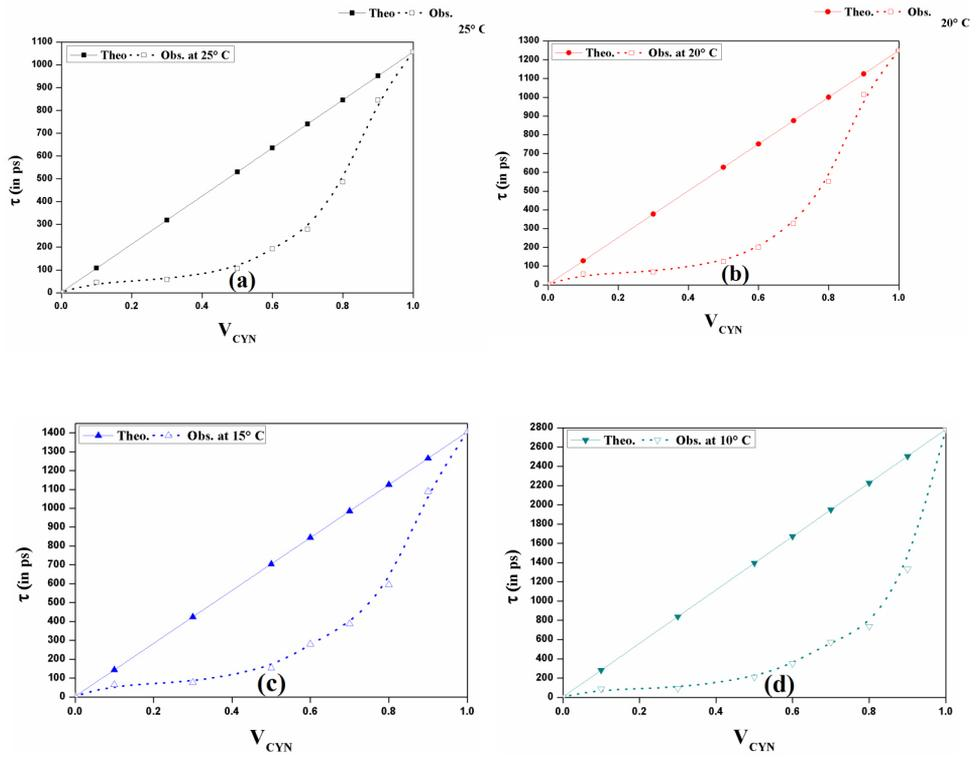 Theo Obs.
25° C
Theo. Obs.
20° C
1100
1000
900
800
700
600
500
400
300
200
100
0
τ (in ps)
Theo Obs. at 25° C
(a)
0.0 0.2 0.4 0.6 0.8 1.0
V_CYN
1300
1200
1100
1000
900
800
700
600
500
400
300
200
100
0
τ (in ps)
Theo. Obs. at 20° C
(b)
0.0 0.2 0.4 0.6 0.8 1.0
V_CYN
1400
1300
1200
1100
1000
900
800
700
600
500
400
300
200
100
0
τ (in ps)
Theo. Obs. at 15° C
(c)
0.0 0.2 0.4 0.6 0.8 1.0
V_CYN
2800
2600
2400
2200
2000
1800
1600
1400
1200
1000
800
600
400
200
0
τ (in ps)
Theo. Obs. at 10° C
(d)
0.0 0.2 0.4 0.6 0.8 1.0
V_CYN